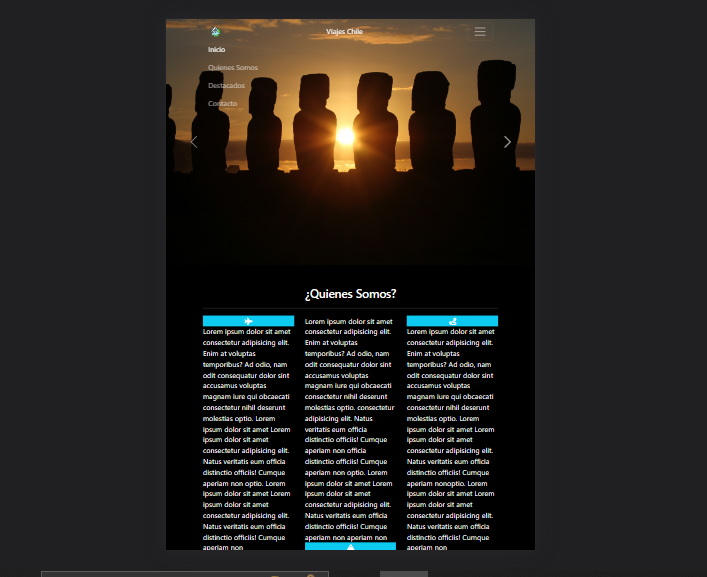 Viajes Chile
Inicio
Quienes Somos
Destacados
Contacto
¿Quienes Somos?
Lorem ipsum dolor sit amet
consectetur adipisicing elit.
Enim at voluptas
temporibus? Ad odio, nam
odit consequatur dolor sint
accusamus voluptas
magnam iure qui obcaecati
consectetur nihil deserunt
molestias optio. Lorem
ipsum dolor sit amet Lorem
ipsum dolor sit amet
consectetur adipisicing elit.
Natus veritatis eum officia
distinctio officiis! Cumque
aperiam non optio. Lorem
ipsum dolor sit amet Lorem
ipsum dolor sit amet
consectetur adipisicing elit.
Natus veritatis eum officia
distinctio officiis! Cumque
aperiam non
Lorem ipsum dolor sit amet
consectetur adipisicing elit.
Enim at voluptas
temporibus? Ad odio, nam
odit consequatur dolor sint
accusamus voluptas
magnam iure qui obcaecati
consectetur nihil deserunt
molestias optio. consectetur
adipisicing elit. Natus
veritatis eum officia
distinctio officiis! Cumque
aperiam non officia
distinctio officiis! Cumque
aperiam non optio. Lorem
ipsum dolor sit amet Lorem
ipsum dolor sit amet
consectetur adipisicing elit.
Natus veritatis eum officia
distinctio officiis! Cumque
aperiam non aperiam non
Lorem ipsum dolor sit amet
consectetur adipisicing elit.
Enim at voluptas
temporibus? Ad odio, nam
odit consequatur dolor sint
accusamus voluptas
magnam iure qui obcaecati
consectetur nihil deserunt
molestias optio. Lorem
ipsum dolor sit amet Lorem
ipsum dolor sit amet
consectetur adipisicing elit.
Natus veritatis eum officia
distinctio officiis! Cumque
aperiam nonoptio. Lorem
ipsum dolor sit amet Lorem
ipsum dolor sit amet
consectetur adipisicing elit.
Natus veritatis eum officia
distinctio officiis! Cumque
aperiam non